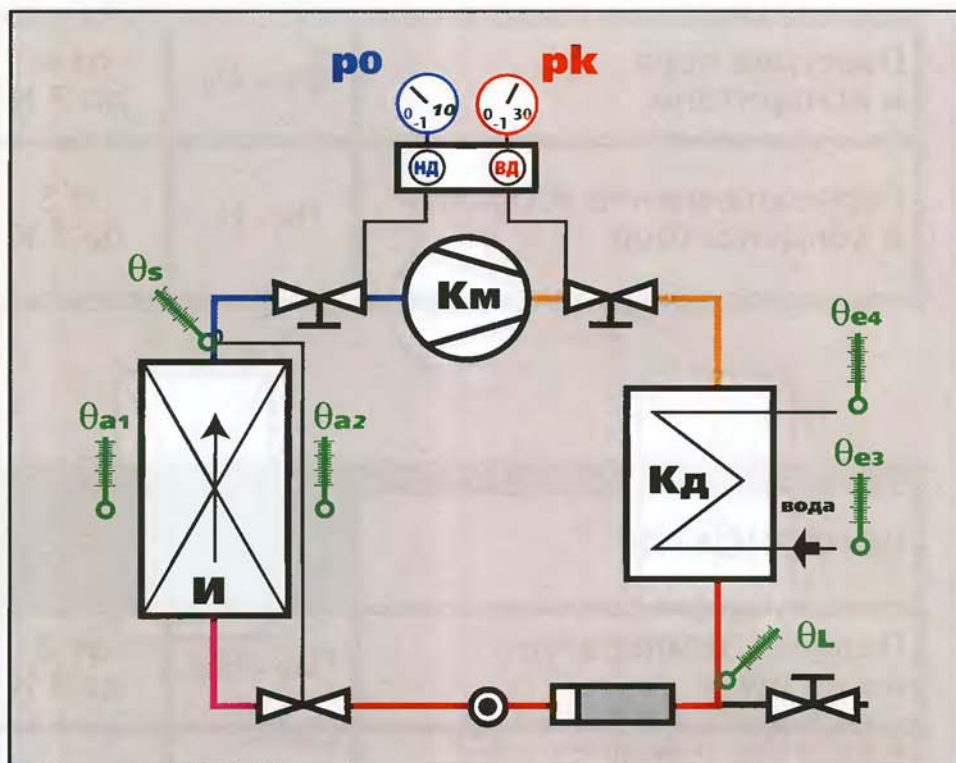 po pk
0 -1 10
0 -1 30
НД ВД
Км
θs
θe4
θa1
θa2
θe3
Кд
вода
И
θL